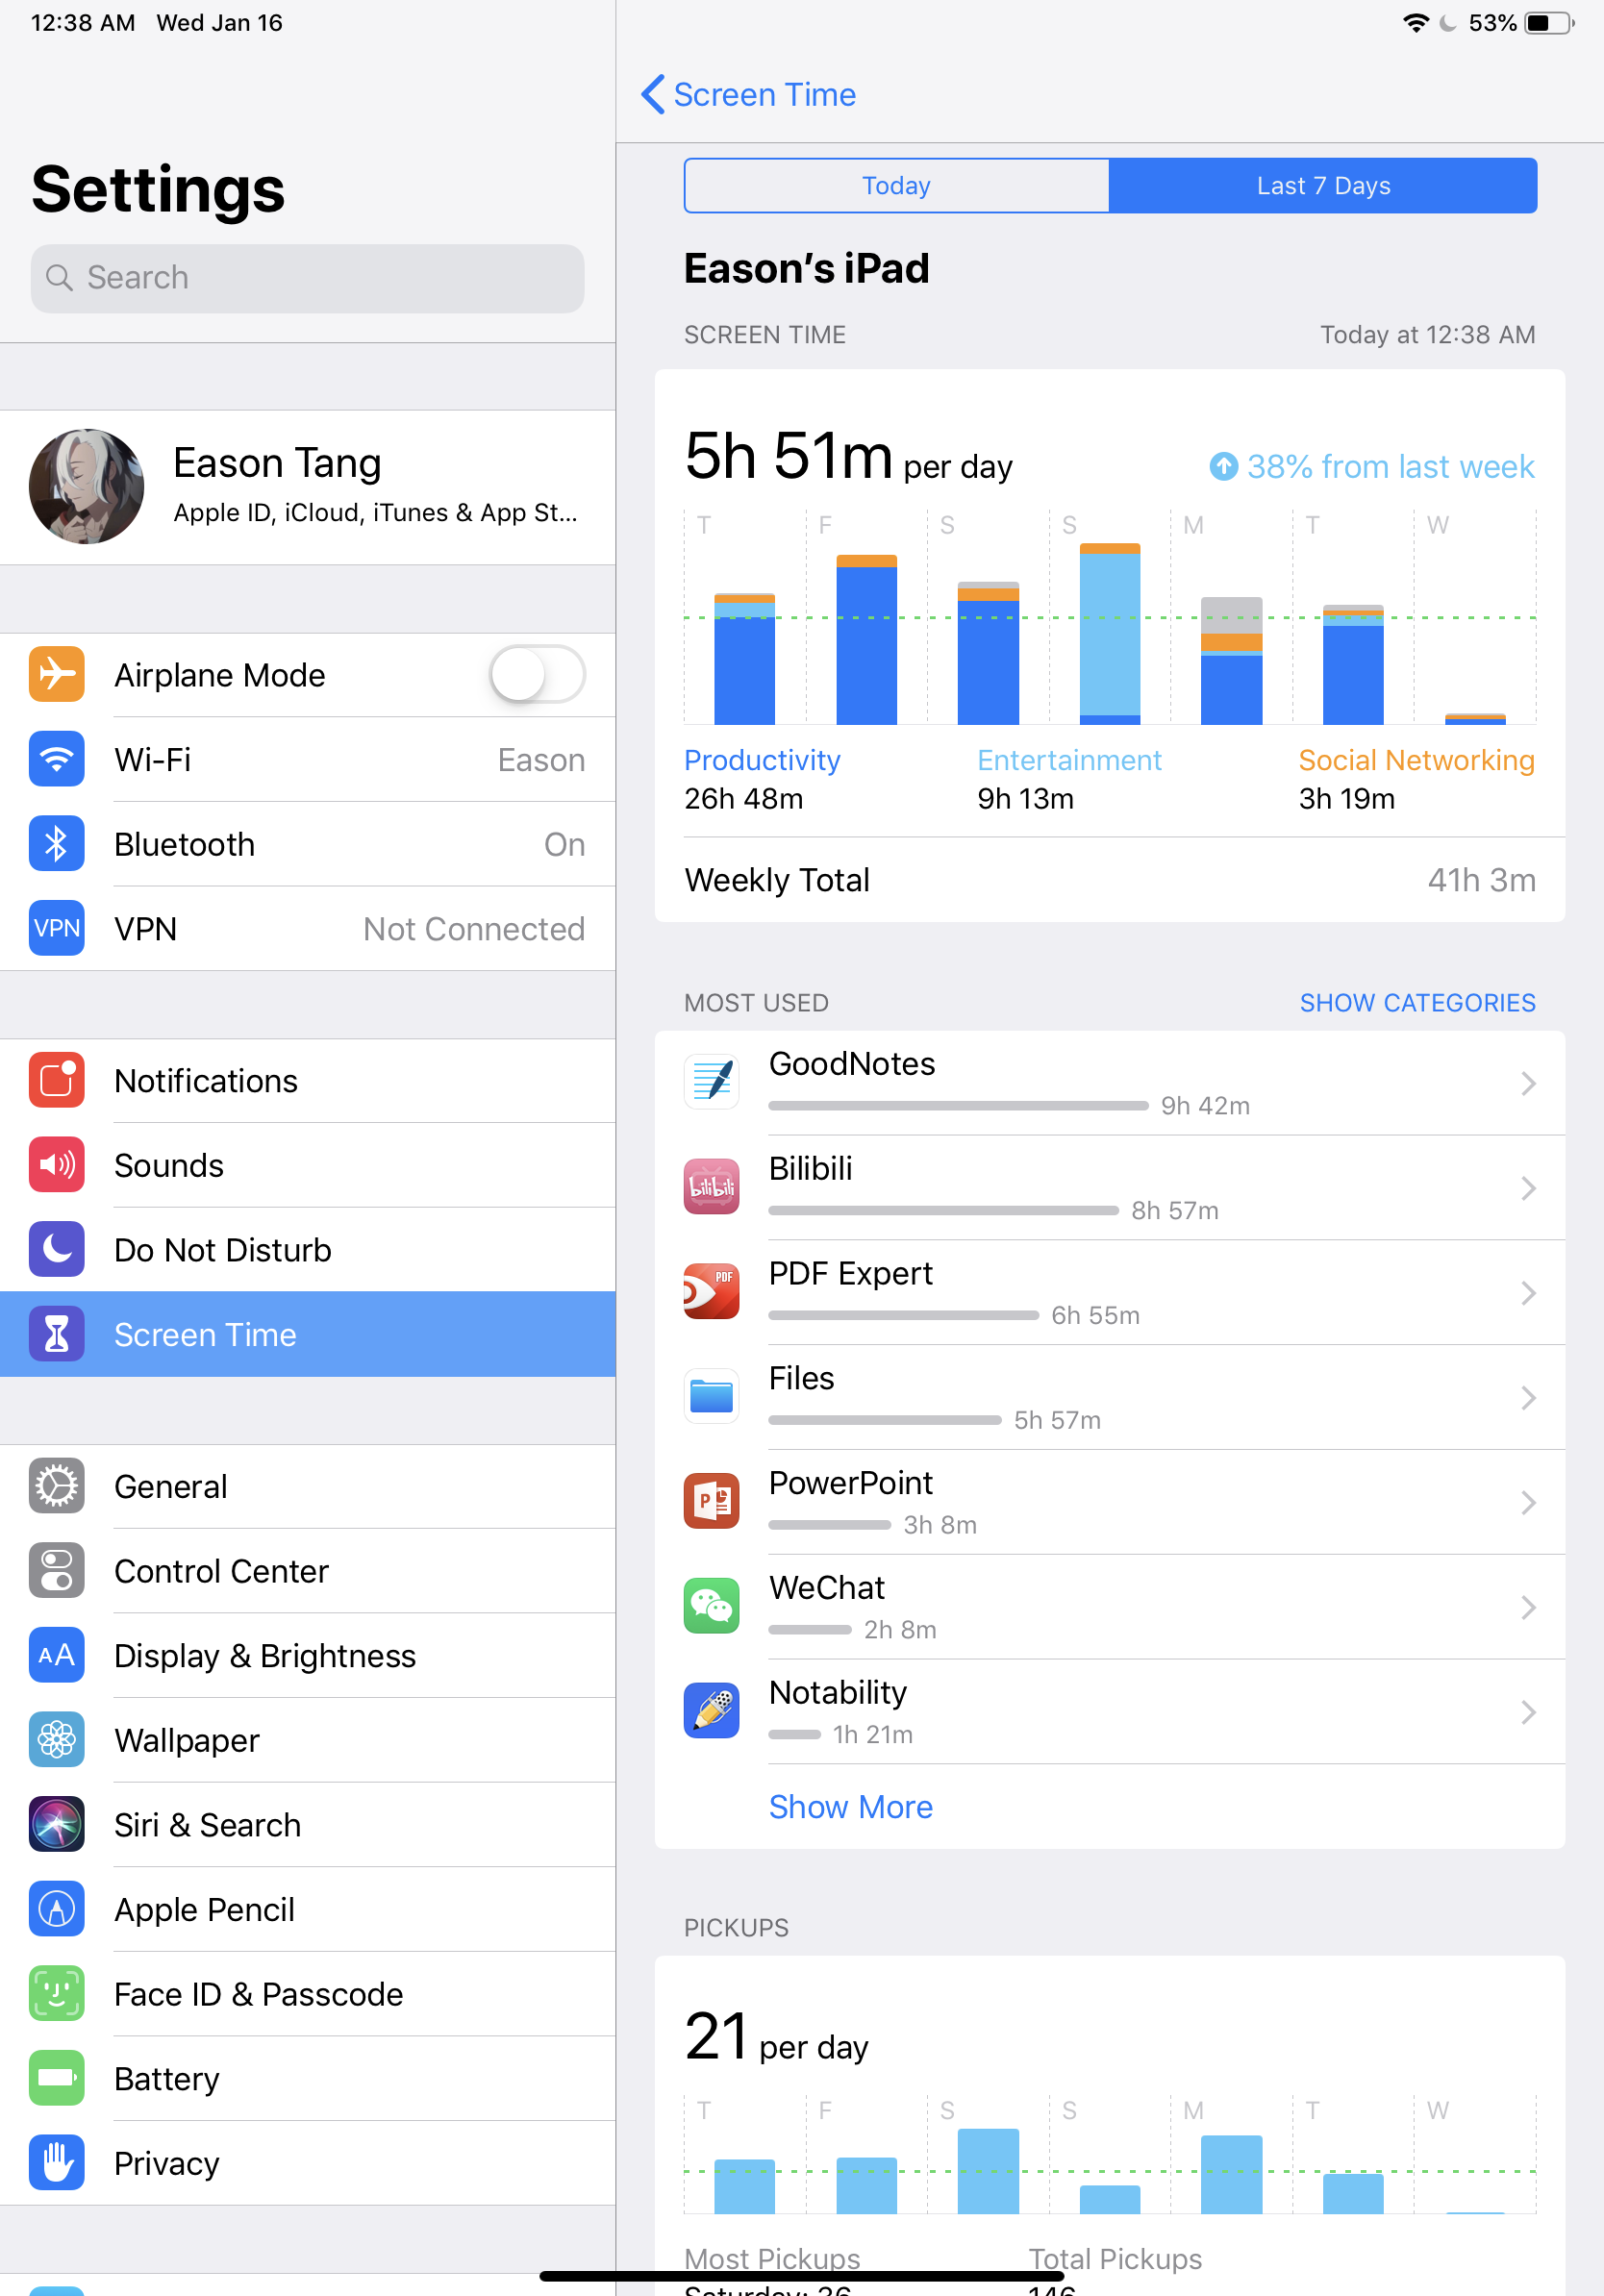 12:38 AM Wed Jan 16
53%
Settings
Search
Eason Tang
Apple ID, iCloud, iTunes & App St...
Airplane Mode
Wi-Fi Eason
Bluetooth On
VPN VPN Not Connected
Notifications
Sounds
Do Not Disturb
Screen Time
General
Control Center
AA Display & Brightness
Wallpaper
Siri & Search
Apple Pencil
Face ID & Passcode
Battery
Privacy
Screen Time
Today Last 7 Days
Eason’s iPad
SCREEN TIME Today at 12:38 AM
5h 51m per day 38% from last week
T F S S M T W
Productivity Entertainment Social Networking
26h 48m 9h 13m 3h 19m
Weekly Total 41h 3m
MOST USED SHOW CATEGORIES
GoodNotes
9h 42m
bilibili Bilibili
8h 57m
PDF PDF Expert
6h 55m
Files
5h 57m
P PowerPoint
3h 8m
WeChat
2h 8m
Notability
1h 21m
Show More
PICKUPS
21 per day
T F S S M T W
Most Pickups Total Pickups
Saturday: 36 146